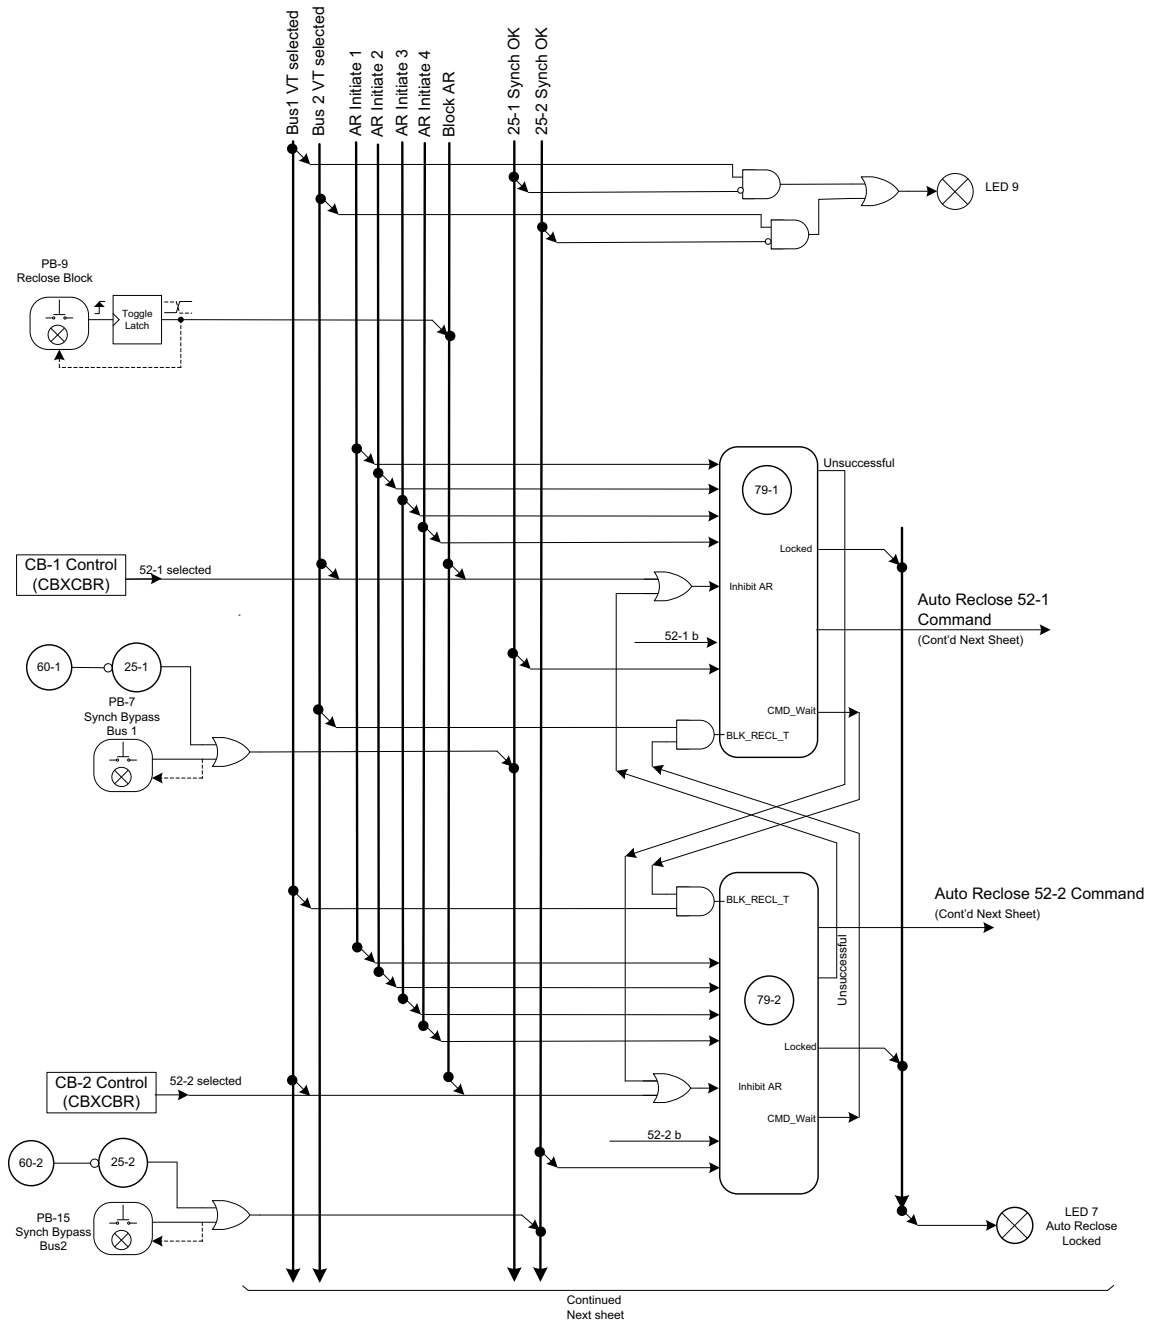 Bus1 VT selected
Bus 2 VT selected
AR Initiate 1
AR Initiate 2
AR Initiate 3
AR Initiate 4
Block AR
25-1 Synch OK
25-2 Synch OK
LED 9
PB-9
Reclose Block
Toggle
Latch
Unsuccessful
79-1
Locked
CB-1 Control
(CBXCBR)
52-1 selected
Inhibit AR
Auto Reclose 52-1
Command
(Cont'd Next Sheet)
52-1 b
60-1
25-1
PB-7
Synch Bypass
Bus 1
CMD_Wait
BLK_RECL_T
BLK_RECL_T
Auto Reclose 52-2 Command
(Cont'd Next Sheet)
Unsuccessful
79-2
Locked
CB-2 Control
(CBXCBR)
52-2 selected
Inhibit AR
CMD_Wait
52-2 b
60-2
25-2
PB-15
Synch Bypass
Bus2
LED 7
Auto Reclose
Locked
Continued
Next sheet